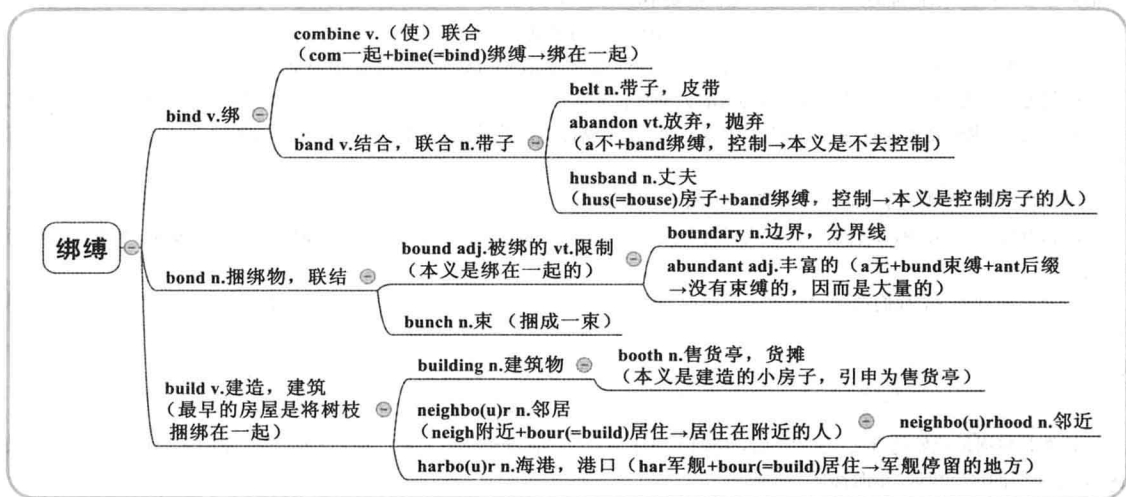 绑缚
bind v.绑
combine v.（使）联合
（com一起+bine(=bind)绑缚→绑在一起）
band v.结合，联合 n.带子
belt n.带子，皮带
abandon vt.放弃，抛弃
（a不+band绑缚，控制→本义是不去控制）
husband n.丈夫
（hus(=house)房子+band绑缚，控制→本义是控制房子的人）
bond n.捆绑物，联结
bound adj.被绑的 vt.限制
（本义是绑在一起的）
boundary n.边界，分界线
abundant adj.丰富的（a无+bund束缚+ant后缀
→没有束缚的，因而是大量的）
bunch n.束 （捆成一束）
build v.建造，建筑
（最早的房屋是将树枝
捆绑在一起）
building n.建筑物
booth n.售货亭，货摊
（本义是建造的小房子，引申为售货亭）
neighbo(u)r n.邻居
（neigh附近+bour(=build)居住→居住在附近的人）
neighbo(u)rhood n.邻近
harbo(u)r n.海港，港口（har军舰+bour(=build)居住→军舰停留的地方）